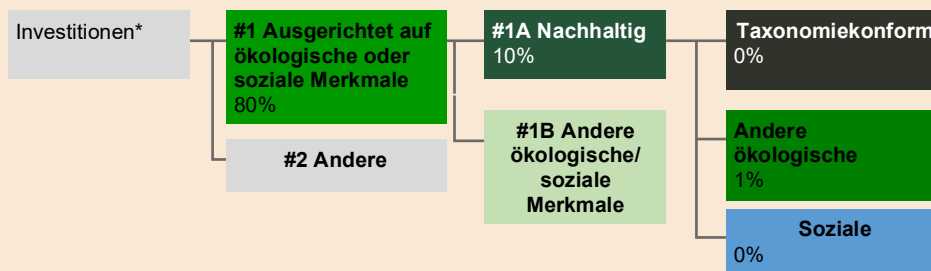 Investitionen*
#1 Ausgerichtet auf
ökologische oder
soziale Merkmale
80%
#2 Andere
#1A Nachhaltig
10%
#1B Andere
ökologische/
soziale
Merkmale
Taxonomiekonform
0%
Andere
ökologische
1%
Soziale
0%